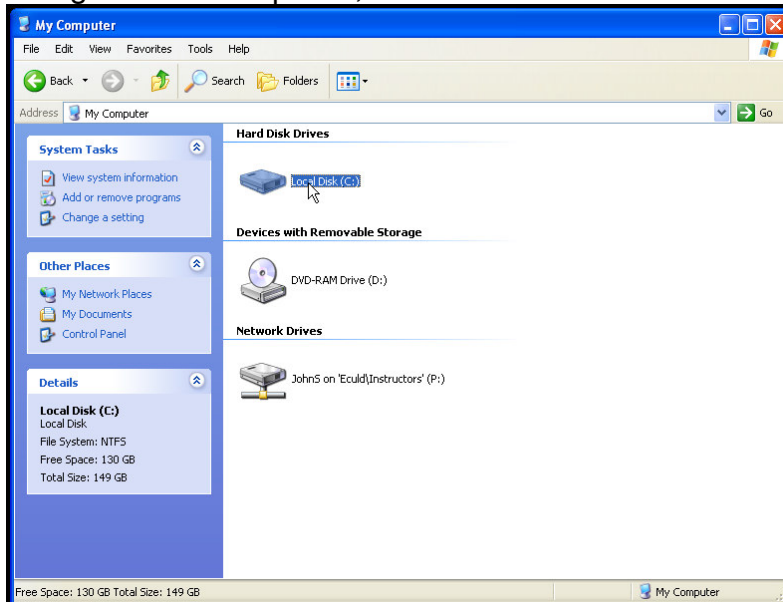 My Computer
File Edit View Favorites Tools Help
Back Search Folders
Address My Computer Go
System Tasks
View system information
Add or remove programs
Change a setting
Other Places
My Network Places
My Documents
Control Panel
Details
Local Disk (C:)
Local Disk
File System: NTFS
Free Space: 130 GB
Total Size: 149 GB
Hard Disk Drives
Local Disk (C:)
Devices with Removable Storage
DVD-RAM Drive (D:)
Network Drives
JohnS on 'Eculd\Instructors' (P:)
Free Space: 130 GB Total Size: 149 GB My Computer